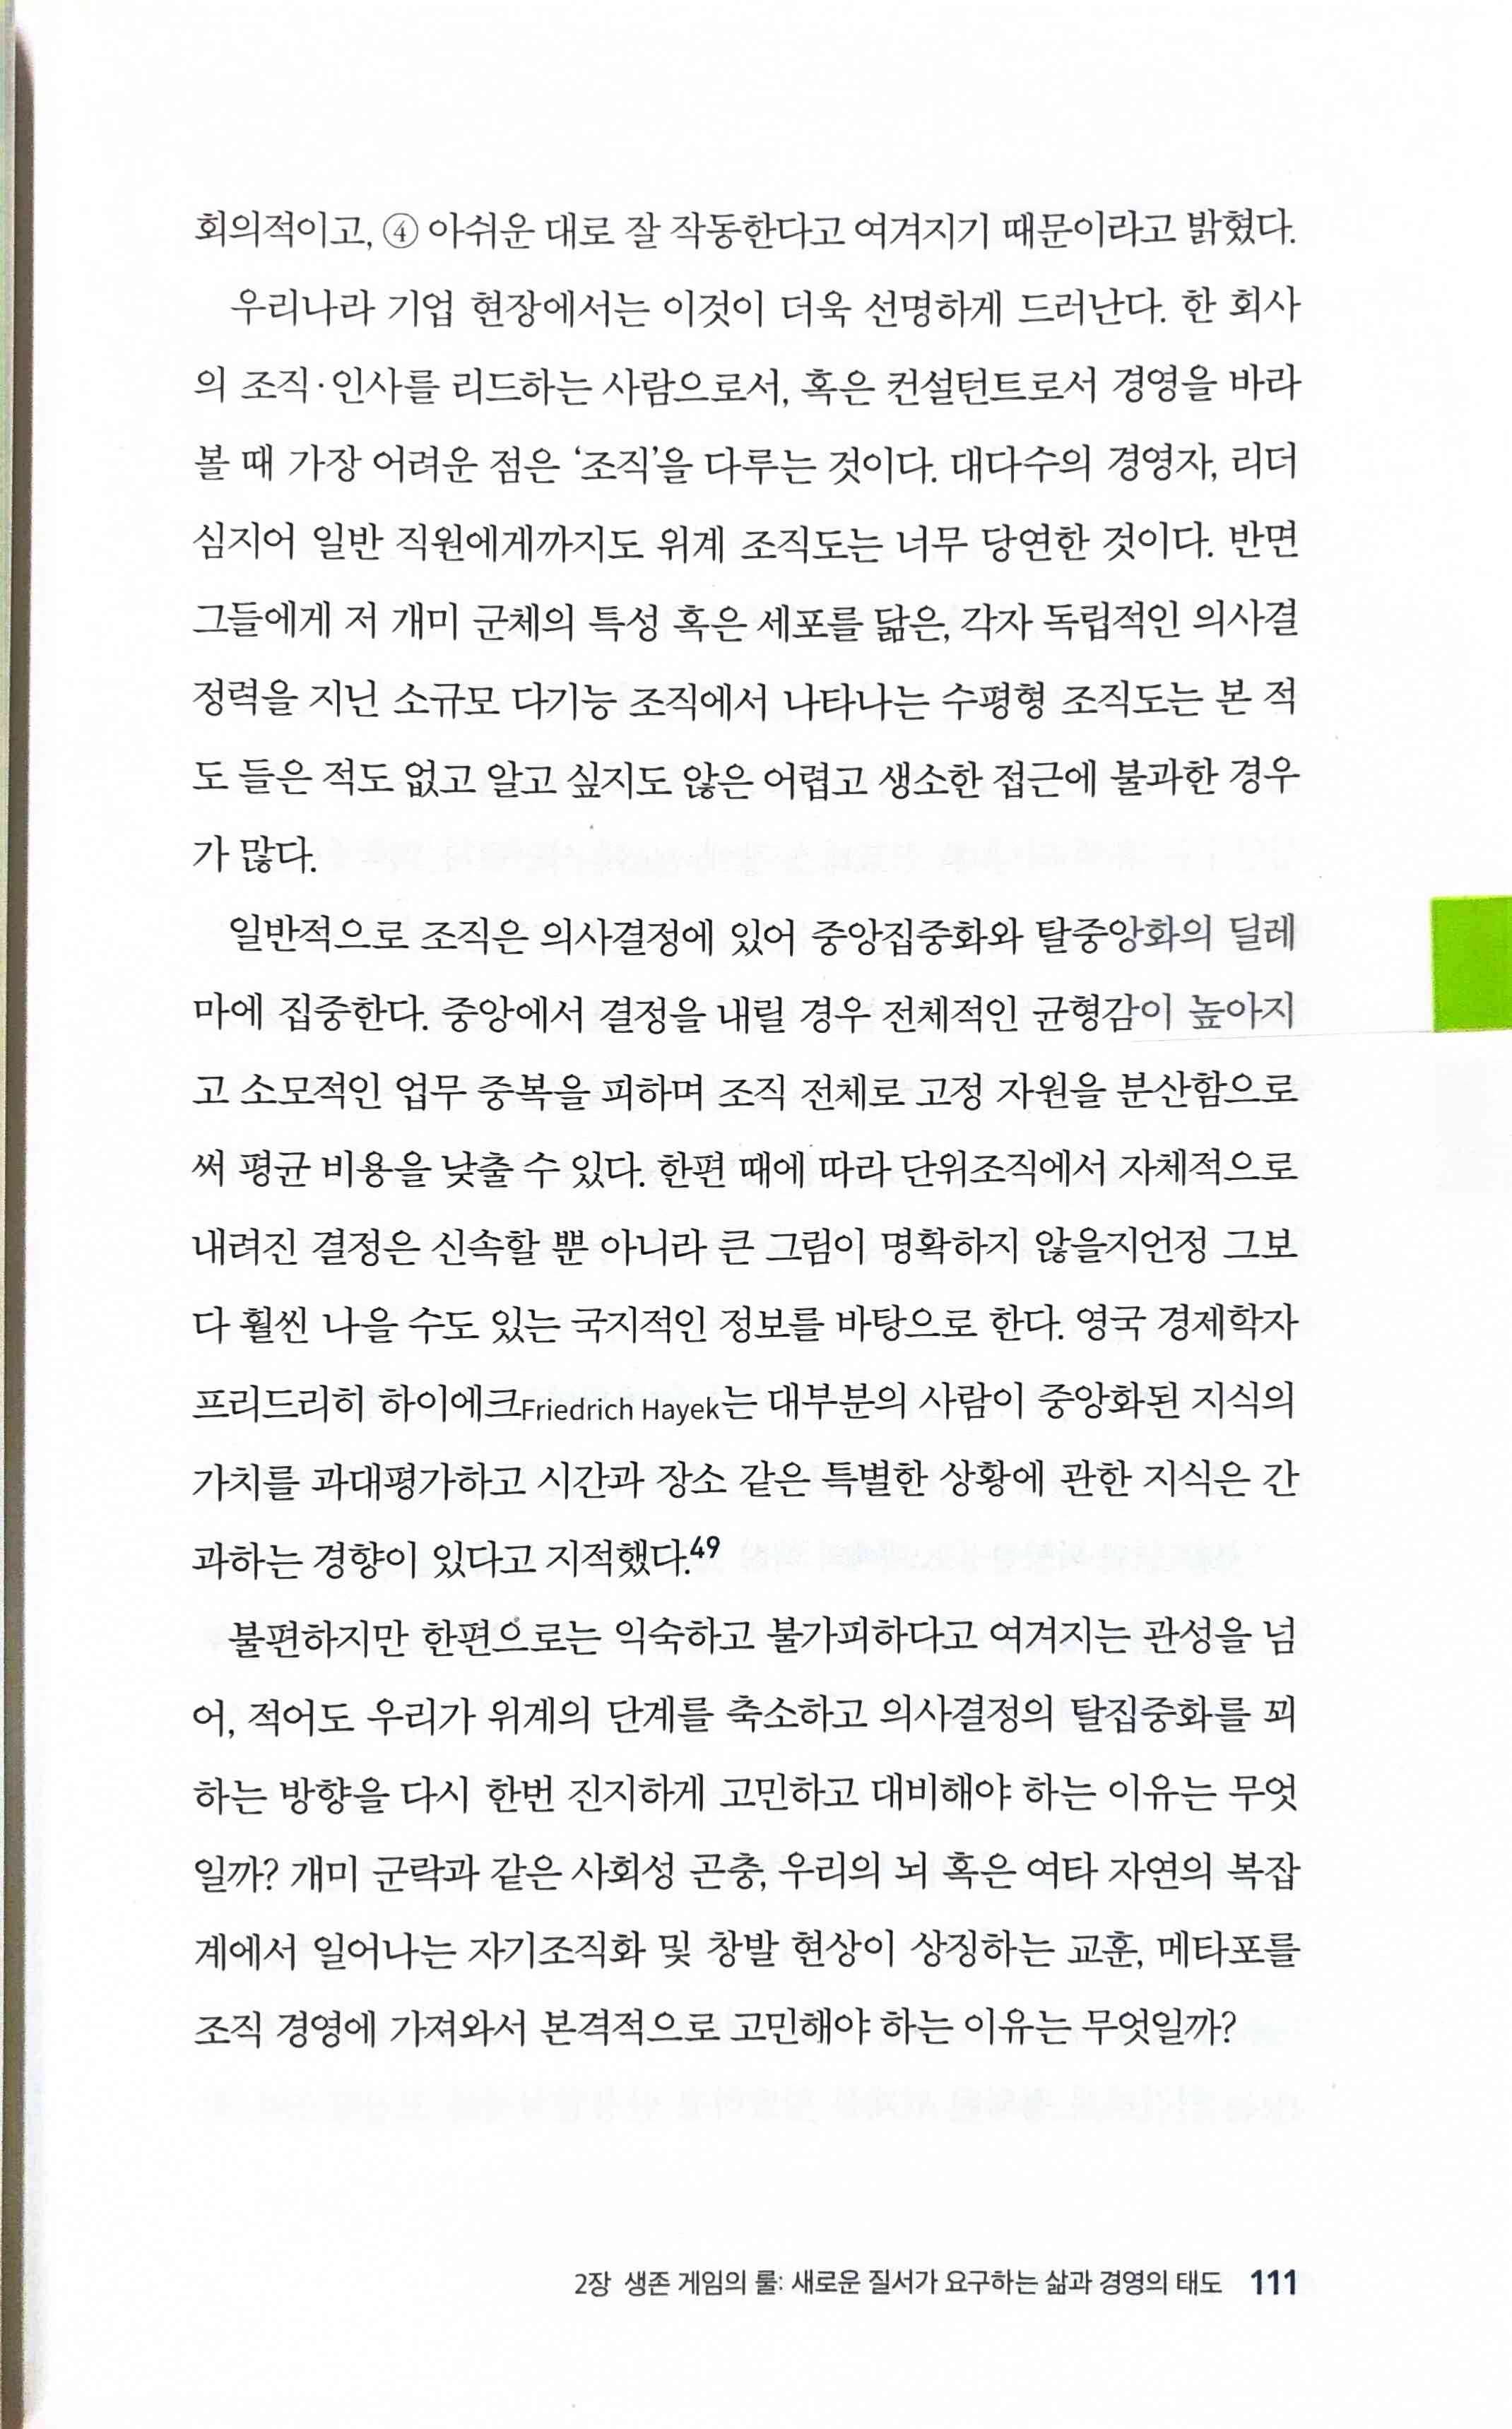 회의적이고, ④ 아쉬운 대로 잘 작동한다고 여겨지기 때문이라고 밝혔다.
우리나라 기업 현장에서는 이것이 더욱 선명하게 드러난다. 한 회사
의 조직·인사를 리드하는 사람으로서, 혹은 컨설턴트로서 경영을 바라
볼 때 가장 어려운 점은 ‘조직’을 다루는 것이다. 대다수의 경영자, 리더
심지어 일반 직원에게까지도 위계 조직도는 너무 당연한 것이다. 반면
그들에게 저 개미 군체의 특성 혹은 세포를 닮은, 각자 독립적인 의사결
정력을 지닌 소규모 다기능 조직에서 나타나는 수평형 조직도는 본 적
도 들은 적도 없고 알고 싶지도 않은 어렵고 생소한 접근에 불과한 경우
가 많다.
일반적으로 조직은 의사결정에 있어 중앙집중화와 탈중앙화의 딜레
마에 집중한다. 중앙에서 결정을 내릴 경우 전체적인 균형감이 높아지
고 소모적인 업무 중복을 피하며 조직 전체로 고정 자원을 분산함으로
써 평균 비용을 낮출 수 있다. 한편 때에 따라 단위조직에서 자체적으로
내려진 결정은 신속할 뿐 아니라 큰 그림이 명확하지 않을지언정 그보
다 훨씬 나을 수도 있는 국지적인 정보를 바탕으로 한다. 영국 경제학자
프리드리히 하이에크Friedrich Hayek는 대부분의 사람이 중앙화된 지식의
가치를 과대평가하고 시간과 장소 같은 특별한 상황에 관한 지식은 간
과하는 경향이 있다고 지적했다.49
불편하지만 한편으로는 익숙하고 불가피하다고 여겨지는 관성을 넘
어, 적어도 우리가 위계의 단계를 축소하고 의사결정의 탈집중화를 꾀
하는 방향을 다시 한번 진지하게 고민하고 대비해야 하는 이유는 무엇
일까? 개미 군락과 같은 사회성 곤충, 우리의 뇌 혹은 여타 자연의 복잡
계에서 일어나는 자기조직화 및 창발 현상이 상징하는 교훈, 메타포를
조직 경영에 가져와서 본격적으로 고민해야 하는 이유는 무엇일까?
2장 생존 게임의 룰: 새로운 질서가 요구하는 삶과 경영의 태도 111